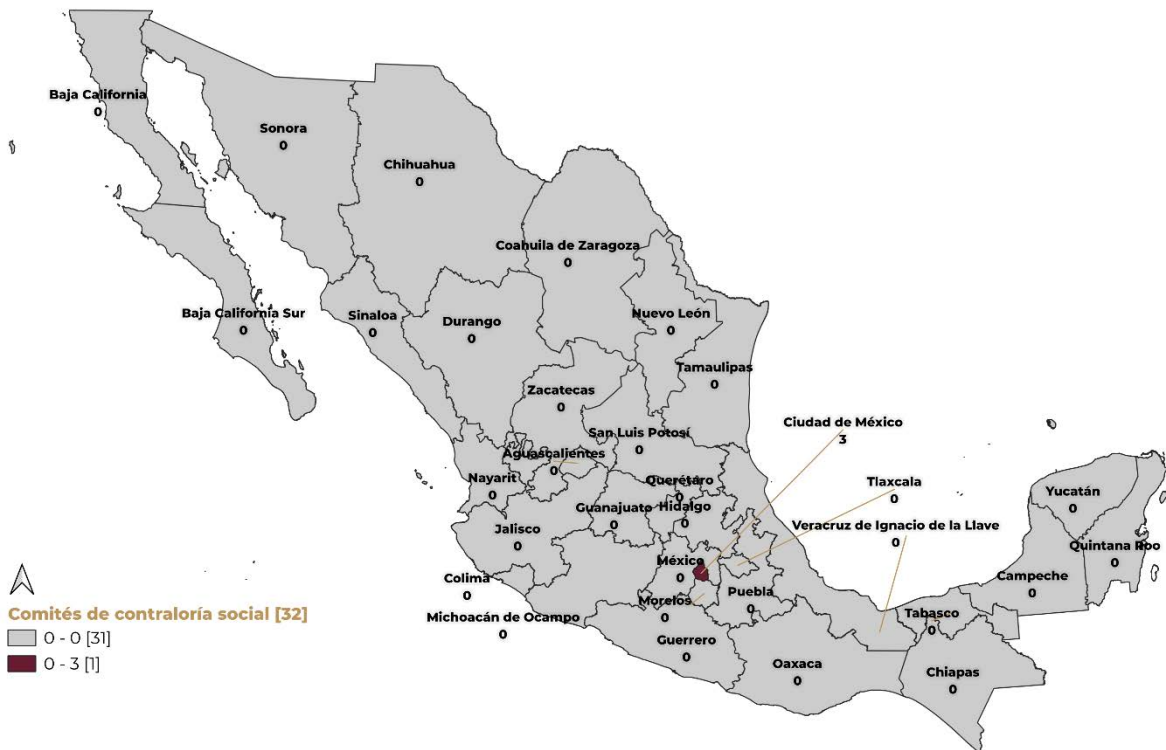 Baja California
0
Sonora
0
Chihuahua
0
Coahuila de Zaragoza
0
Baja California Sur
0
Sinaloa
0
Durango
0
Nuevo León
0
Tamaulipas
0
Zacatecas
0
San Luis Potosí
0
Ciudad de México
3
Aguascalientes
0
Nayarit
0
Querétaro
0
Tlaxcala
0
Yucatán
0
Guanajuato
0
Hidalgo
0
Veracruz de Ignacio de la Llave
0
Jalisco
0
Quintana Roo
0
México
0
Campeche
0
Colima
0
Puebla
0
Morelos
0
Tabasco
0
Michoacán de Ocampo
0
Guerrero
0
Oaxaca
0
Chiapas
0
Comités de contraloría social [32]
0 - 0 [31]
0 - 3 [1]